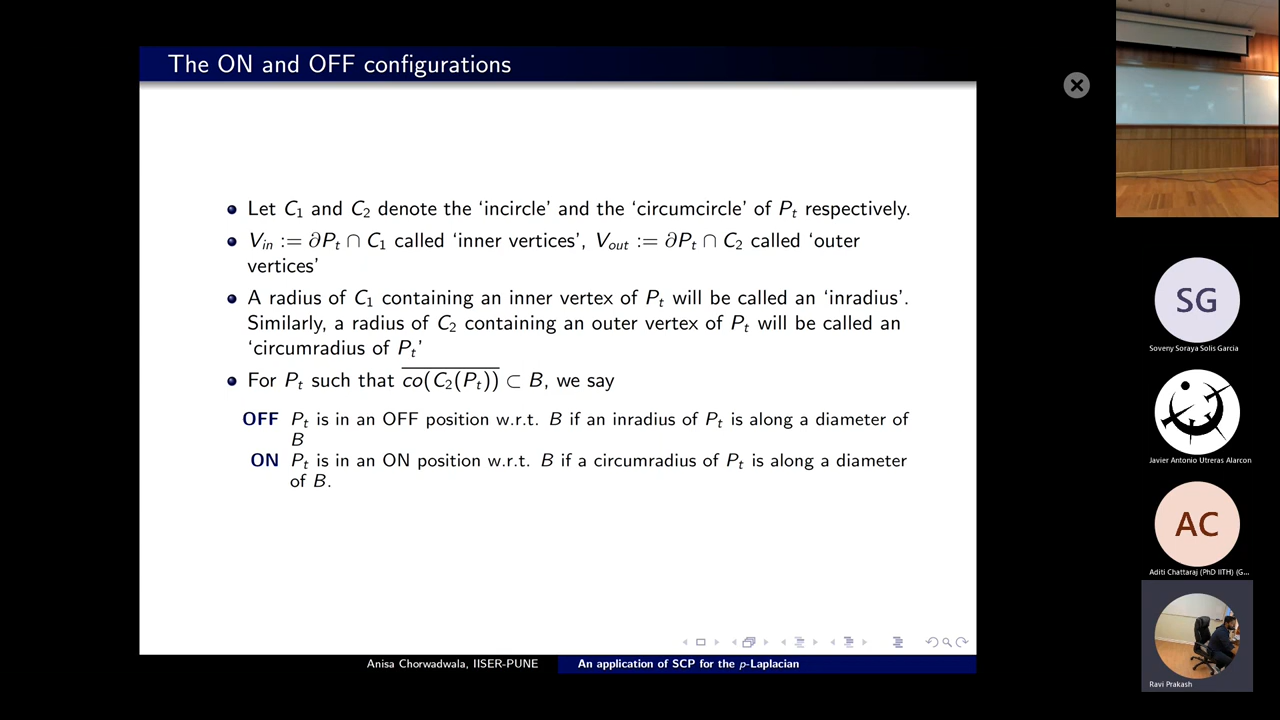 The ON and OFF configurations
Let C₁ and C₂ denote the ‘incircle’ and the ‘circumcircle’ of Pₜ respectively.
V_in := ∂Pₜ ∩ C₁ called ‘inner vertices’, V_out := ∂Pₜ ∩ C₂ called ‘outer
vertices’
A radius of C₁ containing an inner vertex of Pₜ will be called an ‘inradius’.
Similarly, a radius of C₂ containing an outer vertex of Pₜ will be called an
‘circumradius of Pₜ’
For Pₜ such that \overline{co(C₂(Pₜ))} ⊂ B, we say
OFF Pₜ is in an OFF position w.r.t. B if an inradius of Pₜ is along a diameter of
B
ON Pₜ is in an ON position w.r.t. B if a circumradius of Pₜ is along a diameter
of B.
Anisa Chorwadwala, IISER-PUNE An application of SCP for the p-Laplacian
SG
Soveny Soraya Solis Garcia
Javier Antonio Utreras Alarcon
AC
Aditi Chattaraj (PhD IITH) (G...
Ravi Prakash